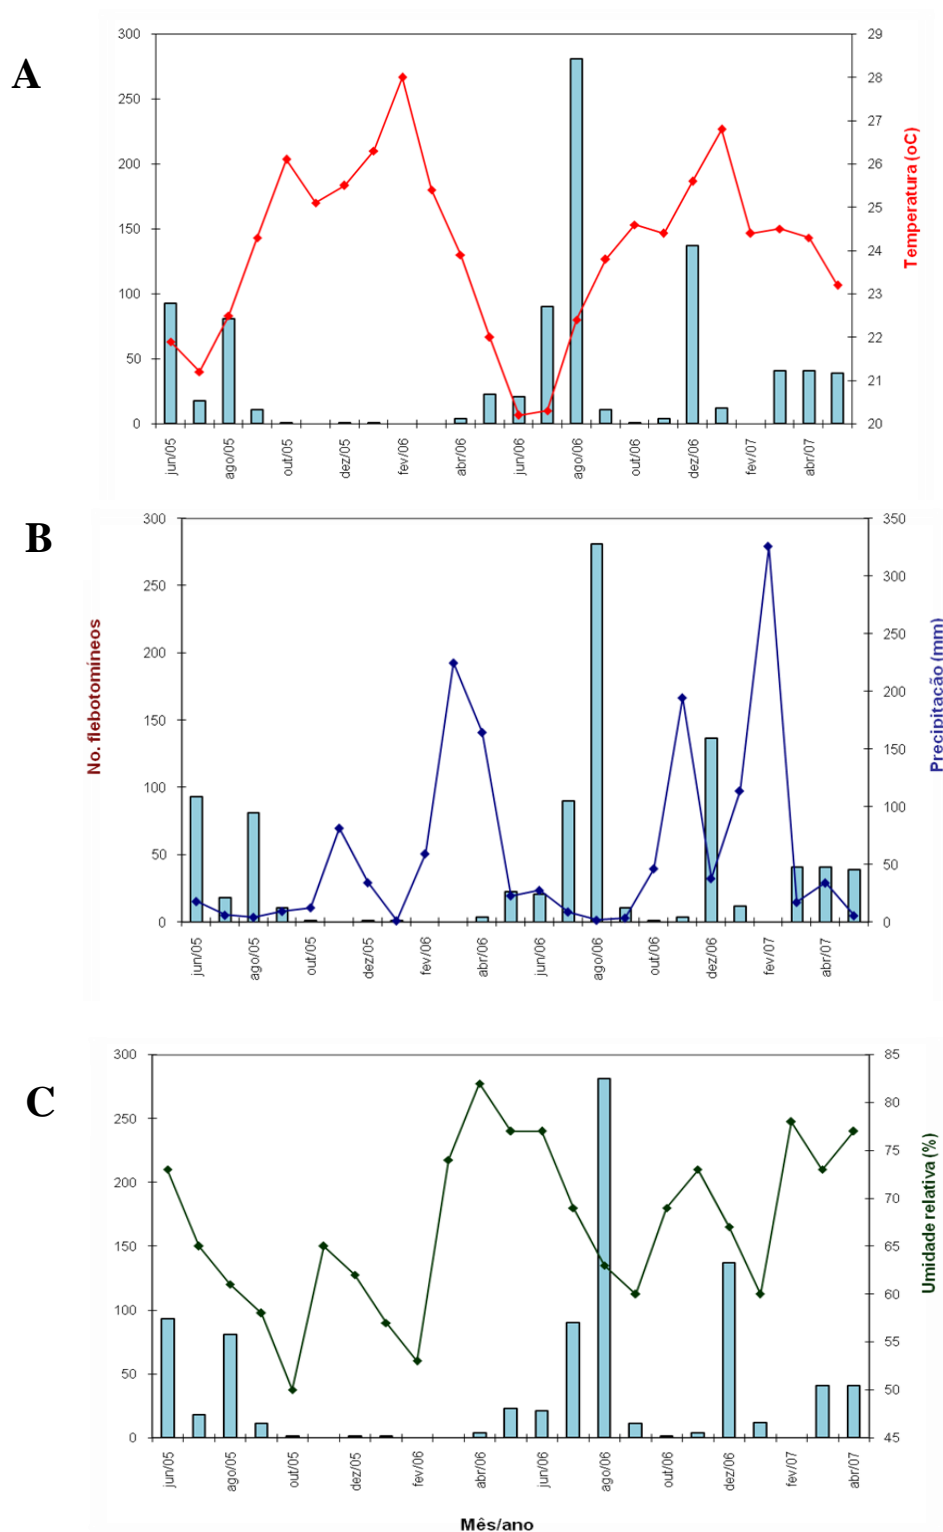 A
300
250
200
150
100
50
0
29
28
27
26
25
24
23
22
21
20
Temperatura (oC)
jun/05
ago/05
out/05
dez/05
fev/06
abr/06
jun/06
ago/06
out/06
dez/06
fev/07
abr/07
B
No. flebotomíneos
300
250
200
150
100
50
0
350
300
250
200
150
100
50
0
Precipitação (mm)
jun/05
ago/05
out/05
dez/05
fev/06
abr/06
jun/06
ago/06
out/06
dez/06
fev/07
abr/07
C
300
250
200
150
100
50
0
85
80
75
70
65
60
55
50
45
Umidade relativa (%)
jun/05
ago/05
out/05
dez/05
fev/06
abr/06
jun/06
ago/06
out/06
dez/06
fev/07
abr/07
Mês/ano